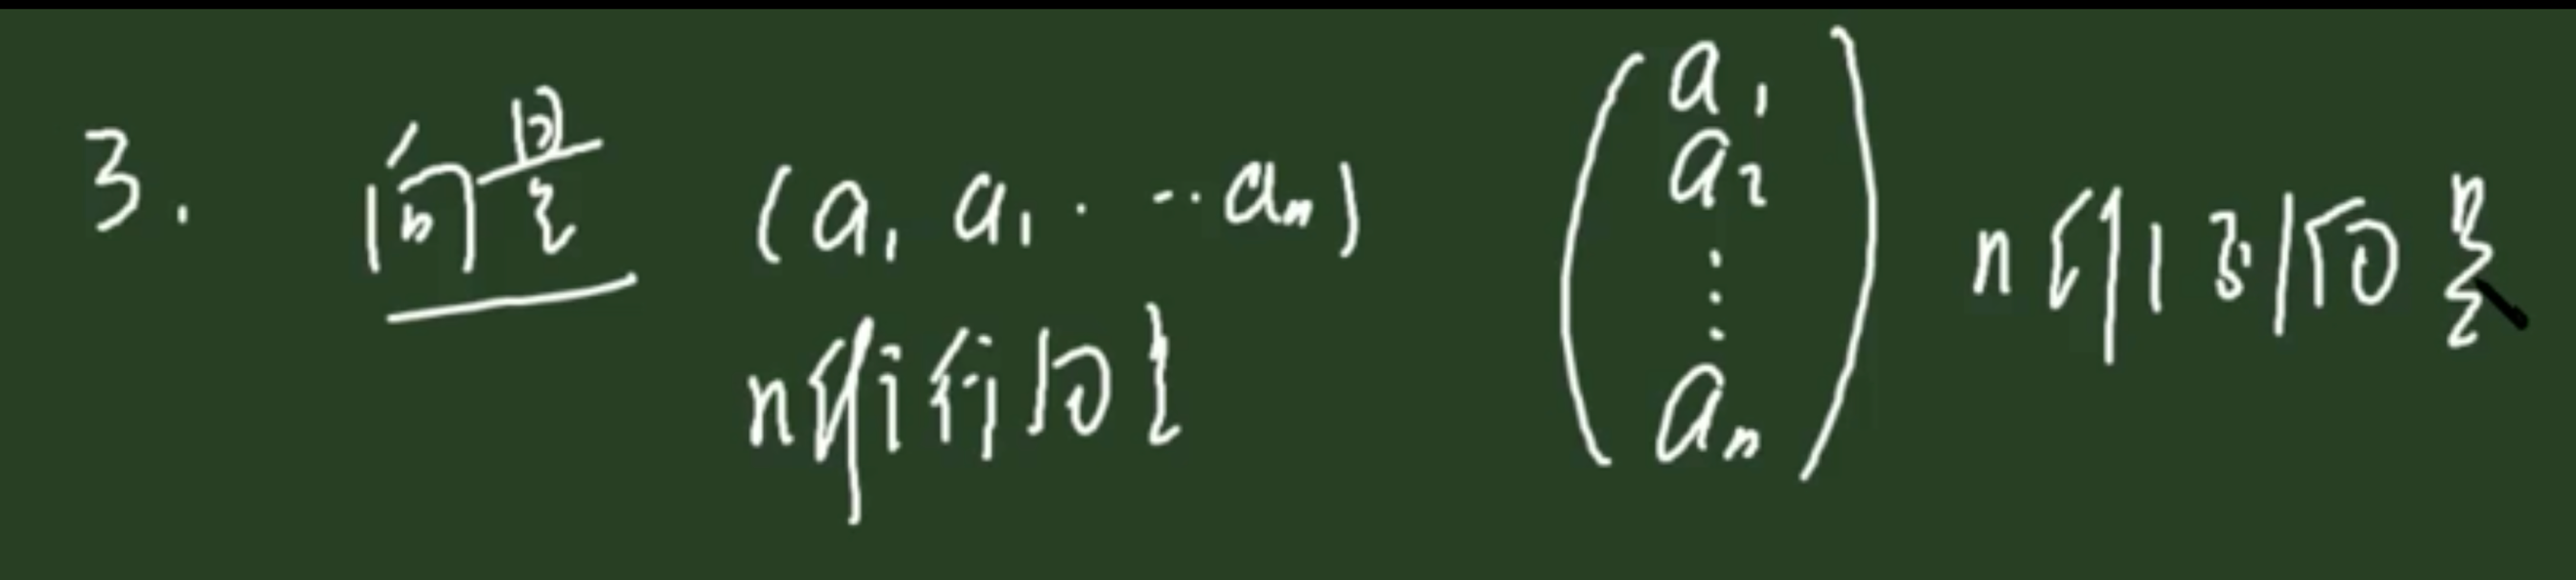 3. 向量 (a₁ a₁ ... aₙ) (a₁ a₂ ⋮ aₙ) n维列向量
n维行向量